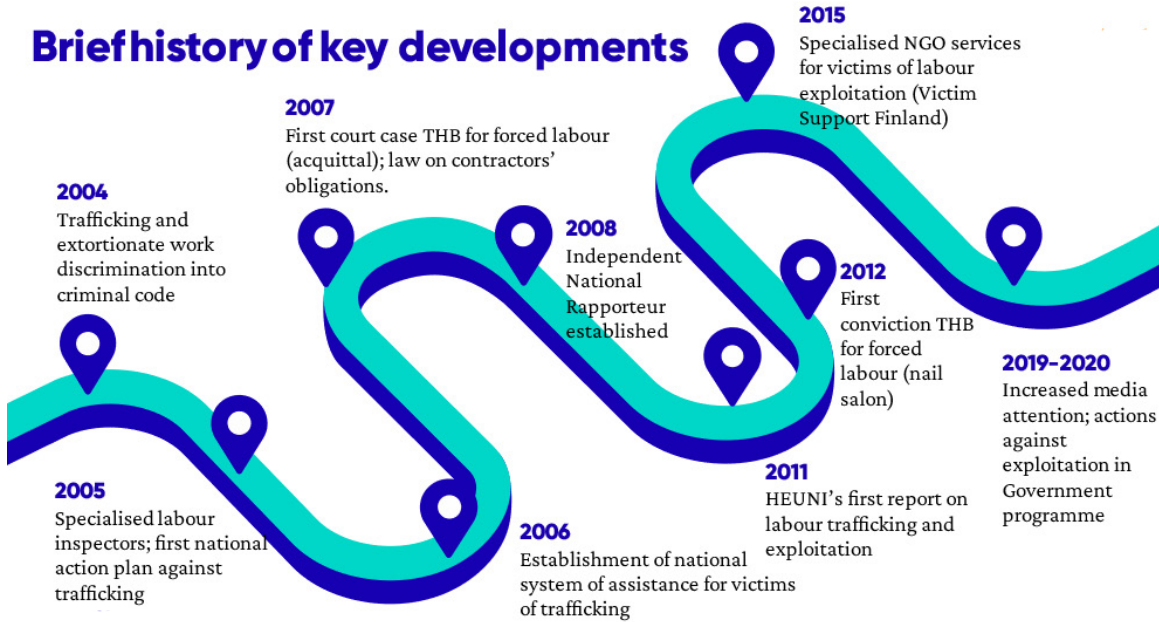 Brief history of key developments
2004
Trafficking and
extortionate work
discrimination into
criminal code
2005
Specialised labour
inspectors; first national
action plan against
trafficking
2006
Establishment of national
system of assistance for victims
of trafficking
2007
First court case THB for forced labour
(acquittal); law on contractors’
obligations.
2008
Independent
National
Rapporteur
established
2011
HEUNI’s first report on
labour trafficking and
exploitation
2012
First
conviction THB
for forced
labour (nail
salon)
2015
Specialised NGO services
for victims of labour
exploitation (Victim
Support Finland)
2019-2020
Increased media
attention; actions
against
exploitation in
Government
programme